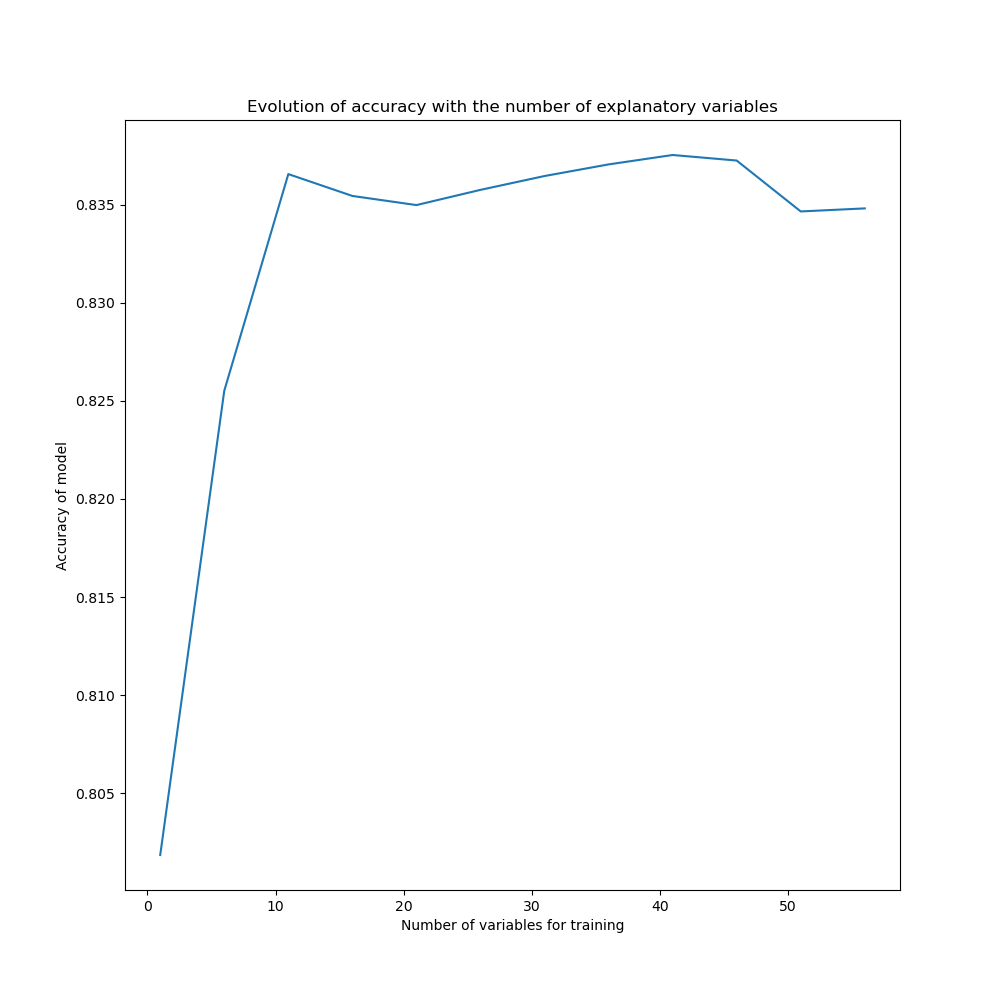 Evolution of accuracy with the number of explanatory variables
0.835
0.830
0.825
0.820
0.815
0.810
0.805
Accuracy of model
0 10 20 30 40 50
Number of variables for training